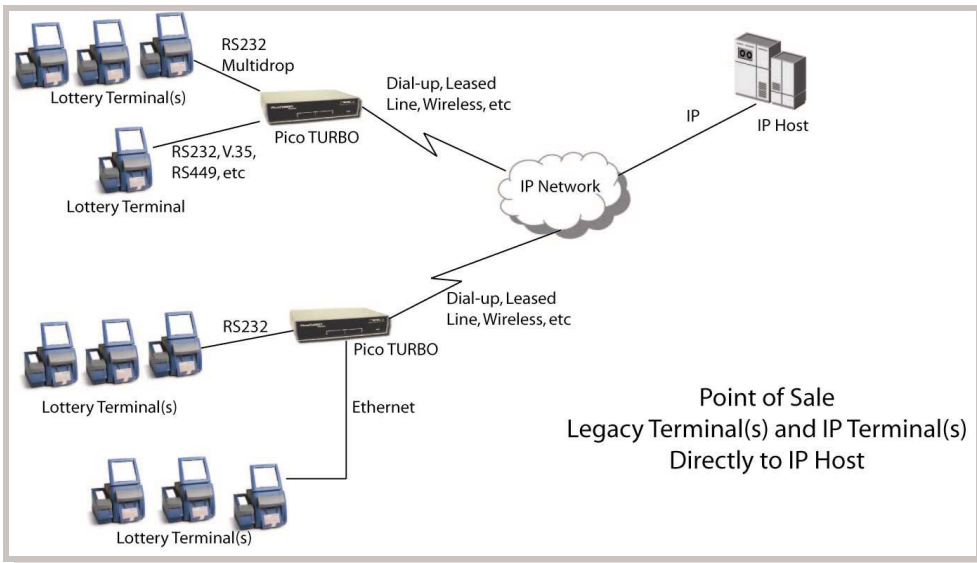 RS232
Multidrop
Lottery Terminal(s)
Pico TURBO
Dial-up, Leased
Line, Wireless, etc
IP
IP Host
RS232, V.35,
RS449, etc
Lottery Terminal
IP Network
Dial-up, Leased
Line, Wireless, etc
RS232
Pico TURBO
Lottery Terminal(s)
Ethernet
Lottery Terminal(s)
Point of Sale
Legacy Terminal(s) and IP Terminal(s)
Directly to IP Host